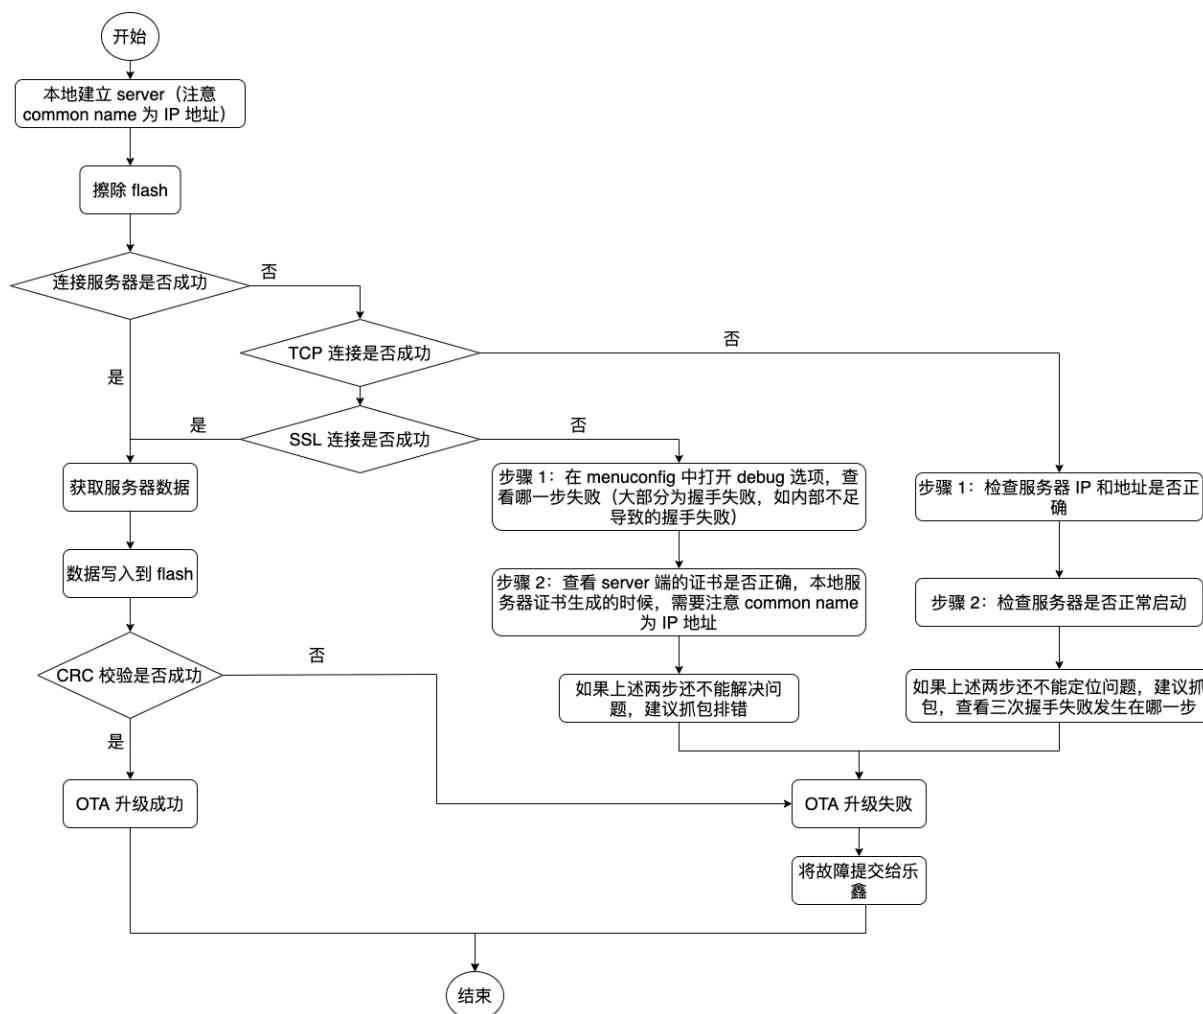 开始
本地建立 server（注意
common name 为 IP 地址）
擦除 flash
连接服务器是否成功
否
TCP 连接是否成功
否
是
SSL 连接是否成功
是
否
获取服务器数据
步骤 1：在 menuconfig 中打开 debug 选项，查
看哪一步失败（大部分为握手失败，如内部不足
导致的握手失败）
步骤 1：检查服务器 IP 和地址是否正
确
数据写入到 flash
步骤 2：查看 server 端的证书是否正确，本地服
务器证书生成的时候，需要注意 common name
为 IP 地址
步骤 2：检查服务器是否正常启动
CRC 校验是否成功
否
如果上述两步还不能解决问
题，建议抓包排错
如果上述两步还不能定位问题，建议抓
包，查看三次握手失败发生在哪一步
是
OTA 升级成功
OTA 升级失败
将故障提交给乐
鑫
结束